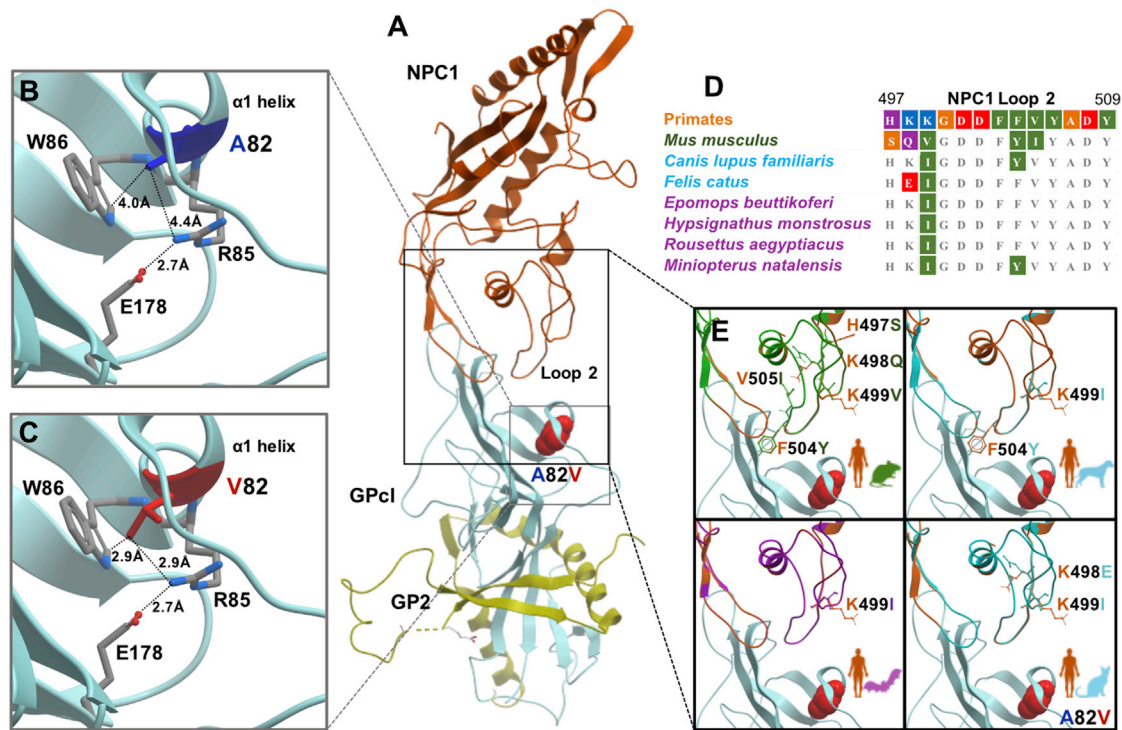 A
NPC1
Loop 2
A82V
GPcl
GP2
B
α1 helix
W86
A82
4.0Å
4.4Å
R85
2.7Å
E178
C
α1 helix
W86
V82
2.9Å
2.9Å
R85
2.7Å
E178
D
497 NPC1 Loop 2 509
Primates H K K G D D F F V Y A D Y
Mus musculus S Q V G D D F Y I Y A D Y
Canis lupus familiaris H K I G D D F Y V Y A D Y
Felis catus H E I G D D F F V Y A D Y
Epomops beuttikoferi H K I G D D F F V Y A D Y
Hypsignathus monstrosus H K I G D D F F V Y A D Y
Rousettus aegyptiacus H K I G D D F F V Y A D Y
Miniopterus natalensis H K I G D D F Y V Y A D Y
E
H497S
K498Q
V505I
K499V
F504Y
K499I
F504Y
K499I
K498E
K499I
A82V